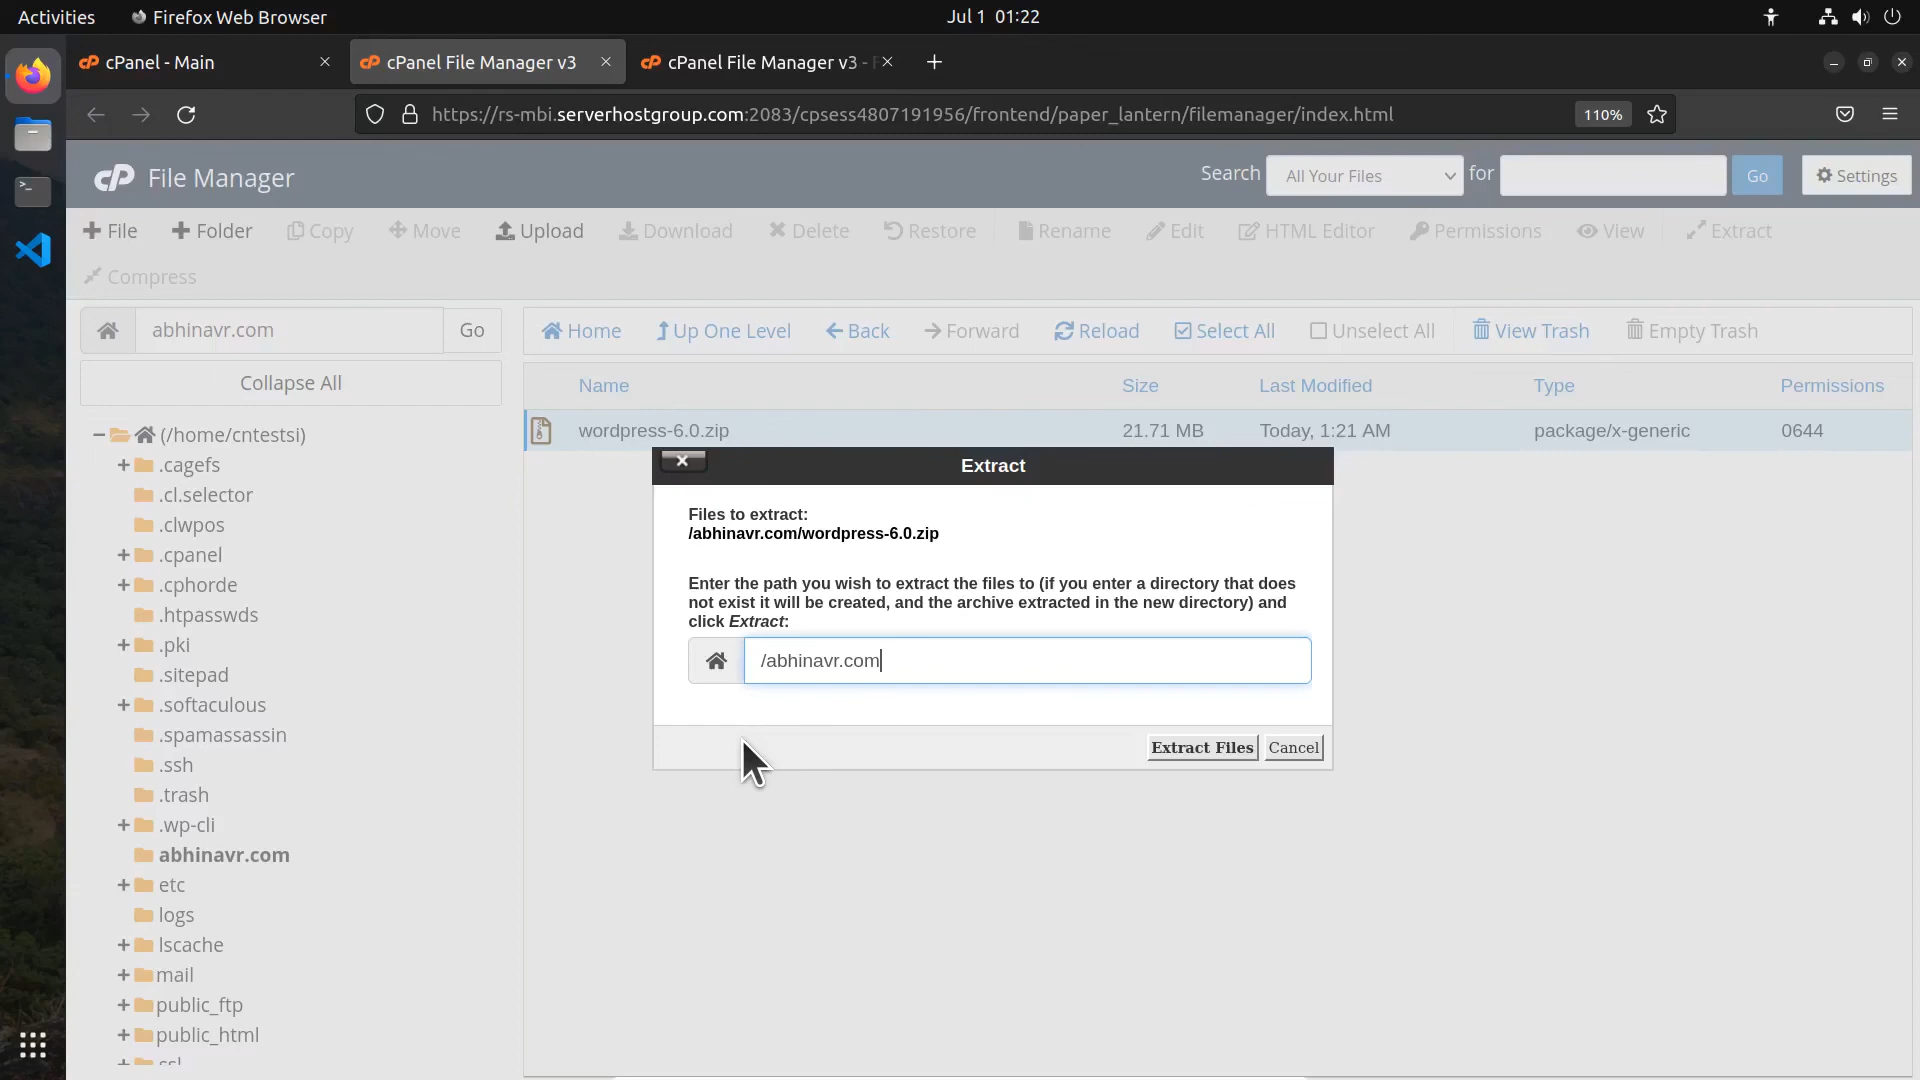 Activities Firefox Web Browser Jul 1 01:22
cPanel - Main cPanel File Manager v3 cPanel File Manager v3 -
https://rs-mbi.serverhostgroup.com:2083/cpsess4807191956/frontend/paper_lantern/filemanager/index.html 110%
cP File Manager Search All Your Files for Go Settings
File Folder Copy Move Upload Download Delete Restore Rename Edit HTML Editor Permissions View Extract
Compress
abhinavr.com Go Home Up One Level Back Forward Reload Select All Unselect All View Trash Empty Trash
Collapse All
Name Size Last Modified Type Permissions
wordpress-6.0.zip 21.71 MB Today, 1:21 AM package/x-generic 0644
(/home/cntestsi)
.cagefs
.cl.selector
.clwpos
.cpanel
.cphorde
.htpasswds
.pki
.sitepad
.softaculous
.spamassassin
.ssh
.trash
.wp-cli
abhinavr.com
etc
logs
lscache
mail
public_ftp
public_html
ssl
Extract
Files to extract:
/abhinavr.com/wordpress-6.0.zip
Enter the path you wish to extract the files to (if you enter a directory that does
not exist it will be created, and the archive extracted in the new directory) and
click Extract:
/abhinavr.com
Extract Files Cancel